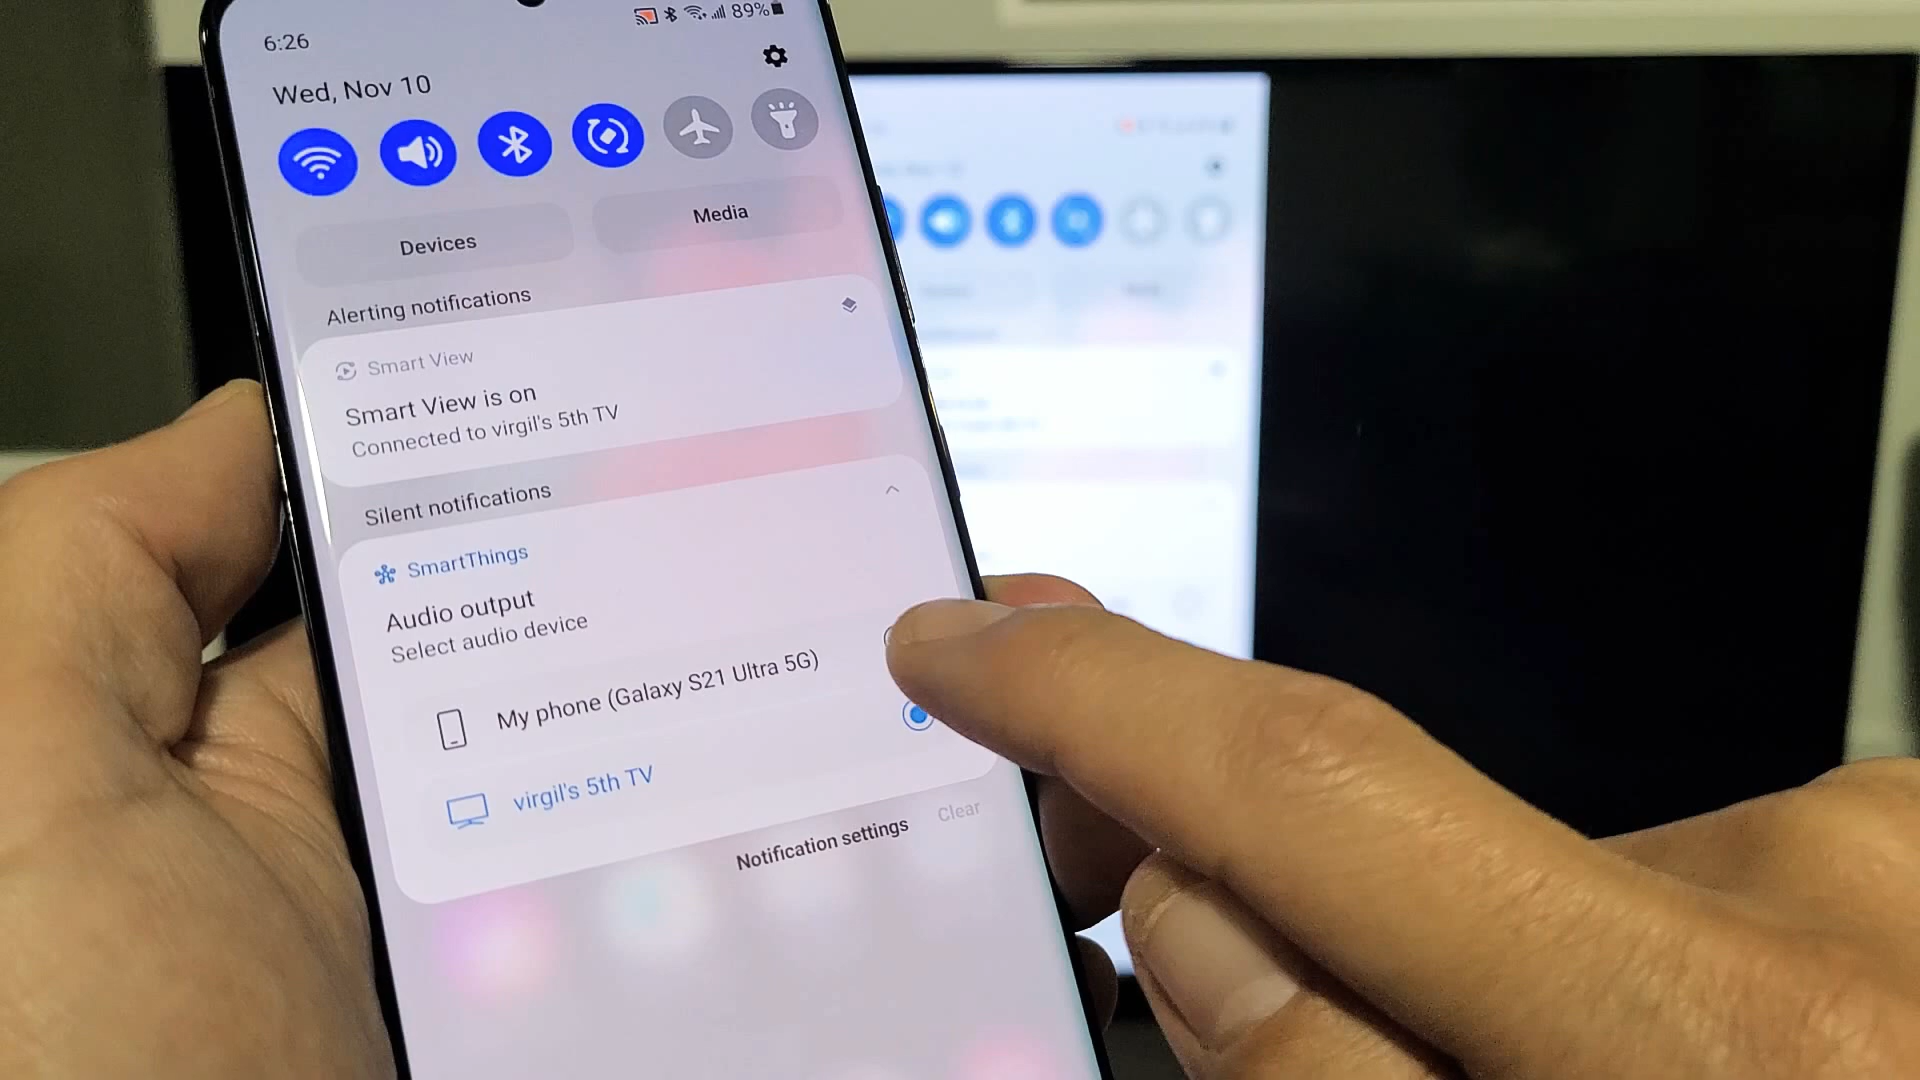 6:26
89%
Wed, Nov 10
Devices
Media
Alerting notifications
Smart View
Smart View is on
Connected to virgil's 5th TV
Silent notifications
SmartThings
Audio output
Select audio device
My phone (Galaxy S21 Ultra 5G)
virgil's 5th TV
Notification settings
Clear